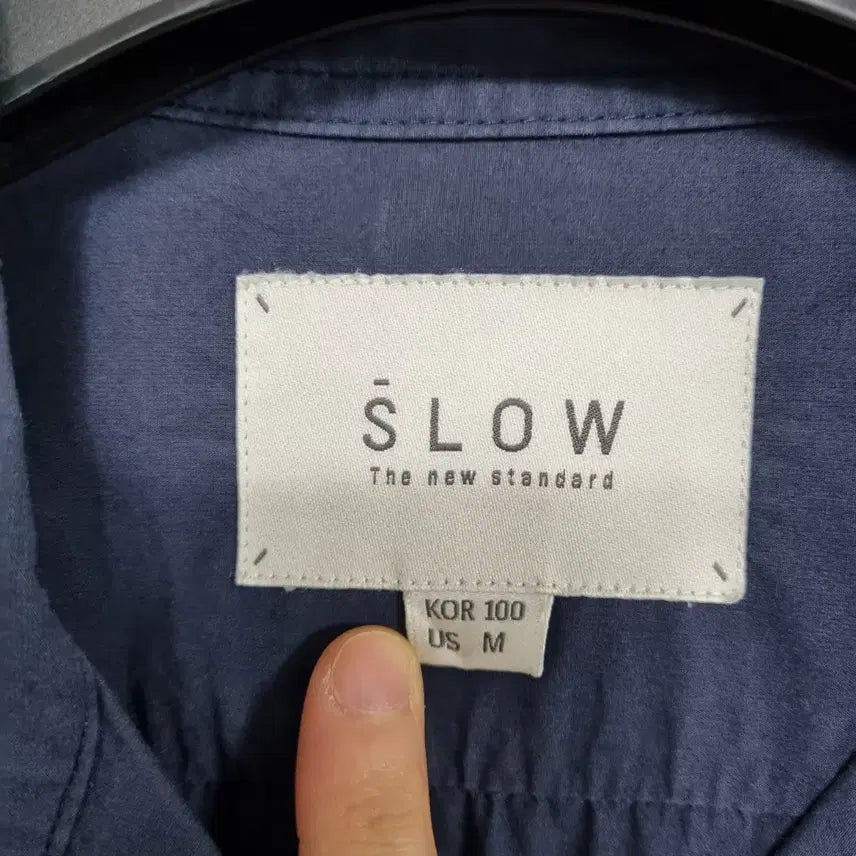 S̄LOW
The new standard
KOR 100
US M